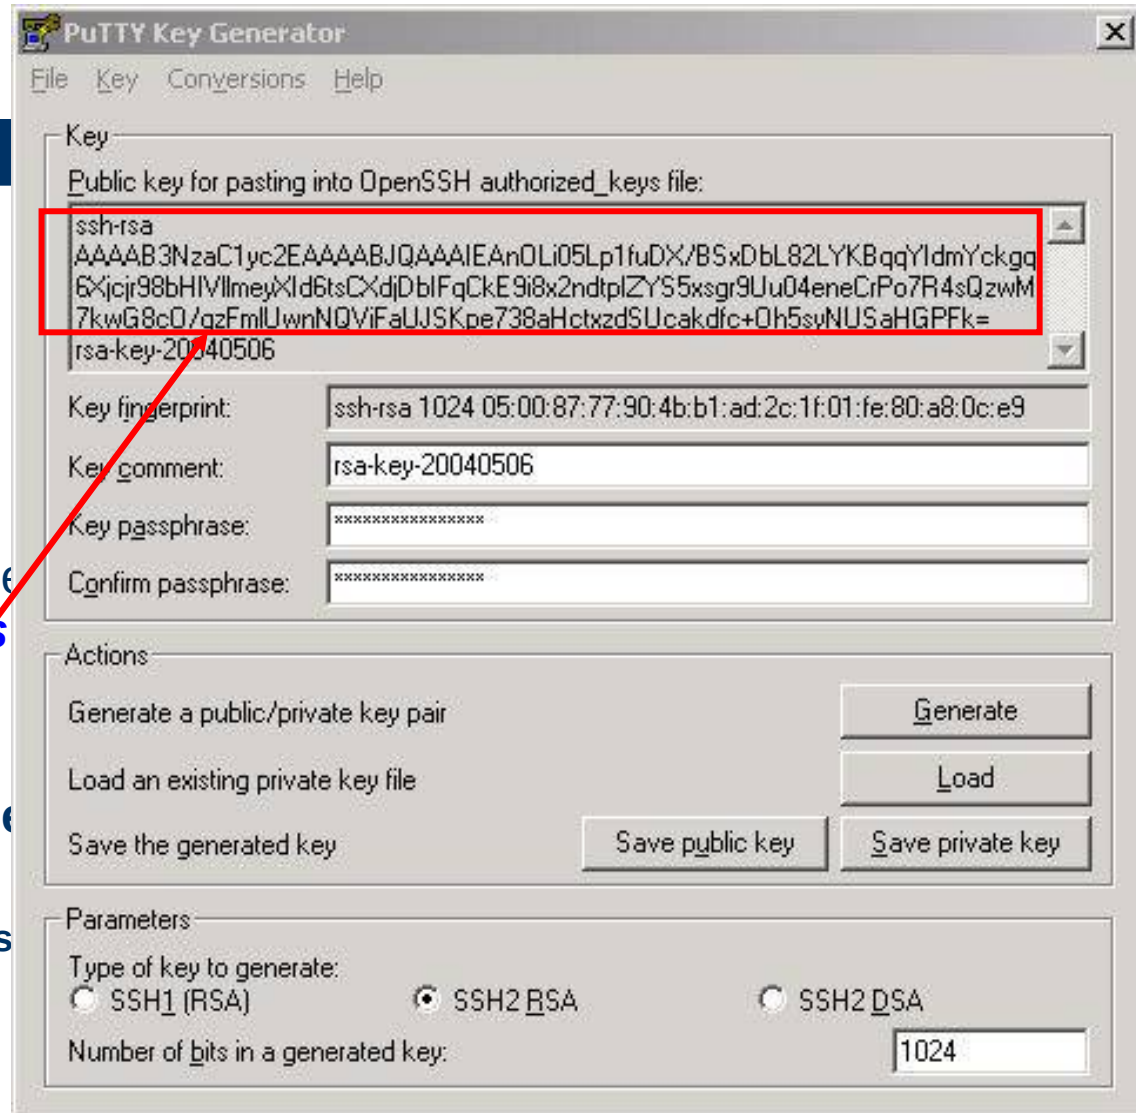 PuTTY Key Generator
File Key Conversions Help
Key
Public key for pasting into OpenSSH authorized_keys file:
ssh-rsa
AAAAB3NzaC1yc2EAAAABJQAAAIEAnOLi05Lp1fuDX/BSxDbL82LYKBqqYIdmYckgq
6Xjcjr98bHIVIlmeyXId6tsCXdjDbIFqCkE9i8x2ndtpIZYS5xsgr9Uu04eneCrPo7R4sQzwM
7kwG8cO/gzFmlUwnNQViFaUJSKpe738aHctxzdSUcakdfc+Oh5syNUSaHGPFk=
rsa-key-20040506
Key fingerprint: ssh-rsa 1024 05:00:87:77:90:4b:b1:ad:2c:1f:01:fe:80:a8:0c:e9
Key comment: rsa-key-20040506
Key passphrase: ****************
Confirm passphrase: ****************
Actions
Generate a public/private key pair Generate
Load an existing private key file Load
Save the generated key Save public key Save private key
Parameters
Type of key to generate:
SSH1 (RSA) SSH2 RSA SSH2 DSA
Number of bits in a generated key: 1024